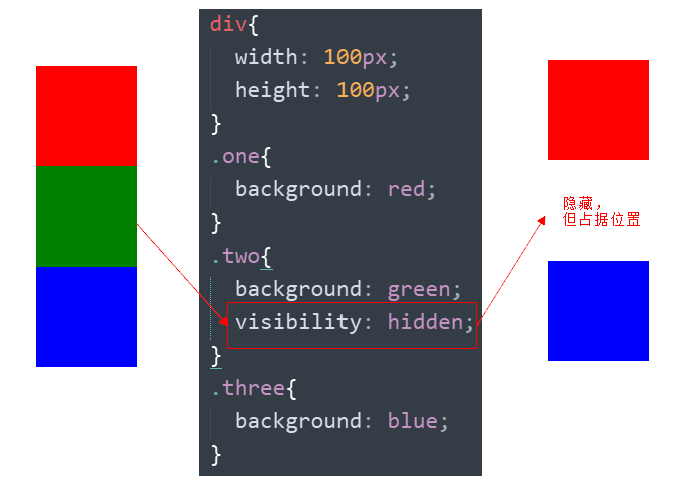 div{
width: 100px;
height: 100px;
}
.one{
background: red;
}
.two{
background: green;
visibility: hidden;
}
.three{
background: blue;
}
隐藏，
但占据位置